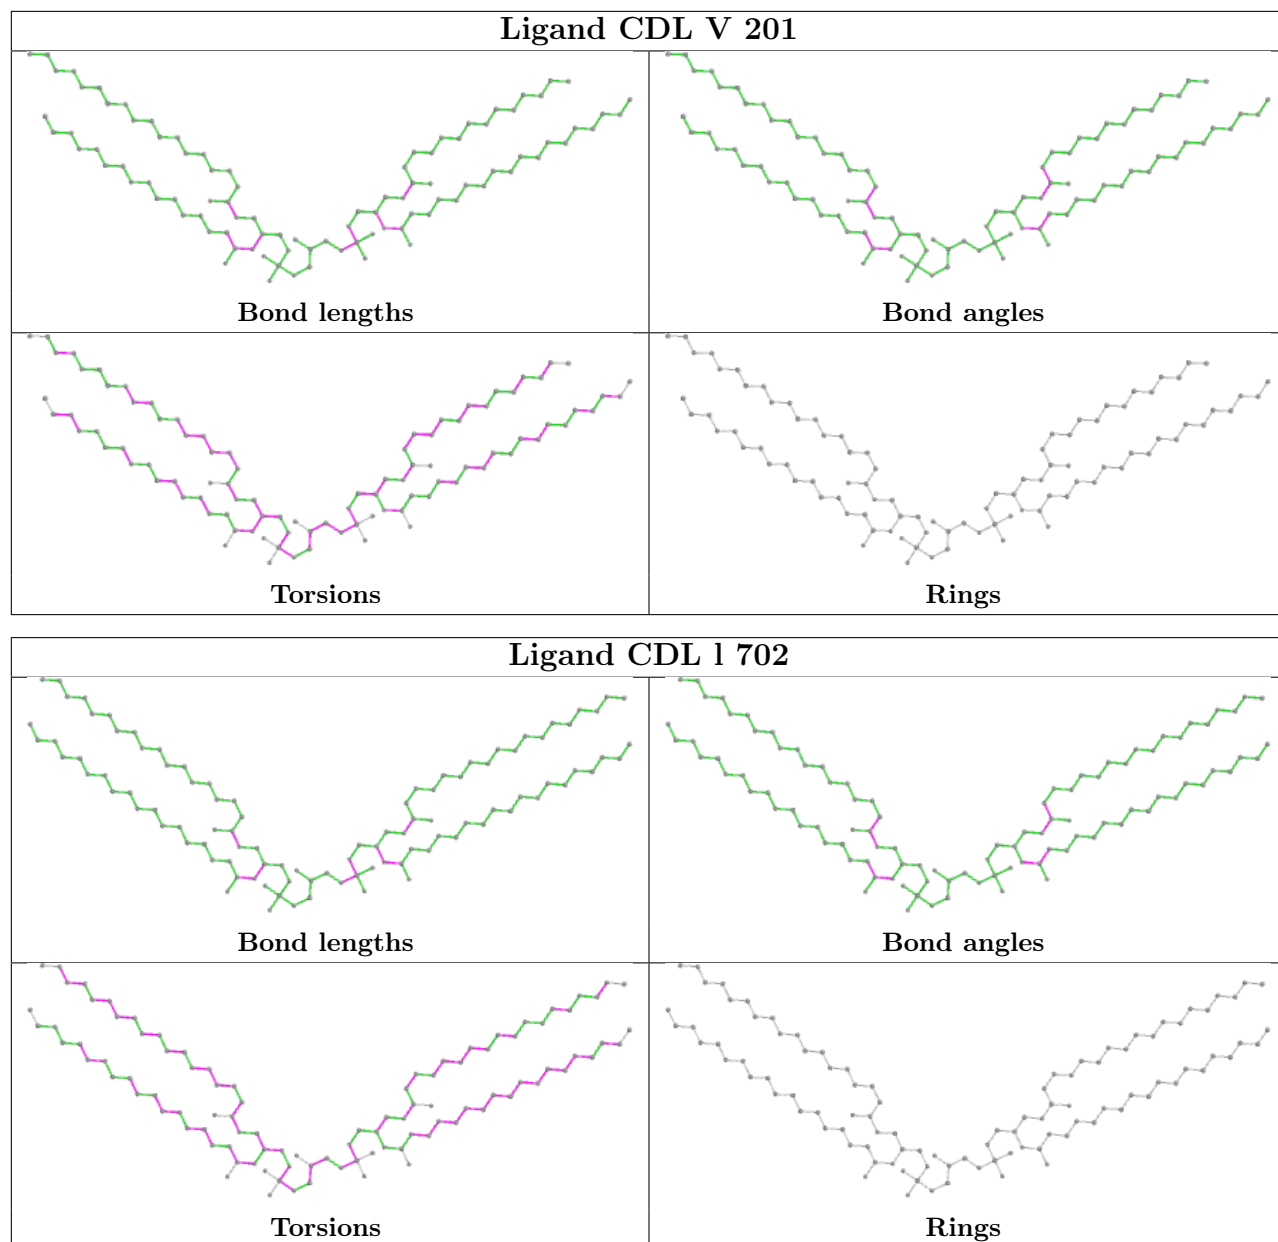 Ligand CDL V 201
Bond lengths
Bond angles
Torsions
Rings
Ligand CDL l 702
Bond lengths
Bond angles
Torsions
Rings